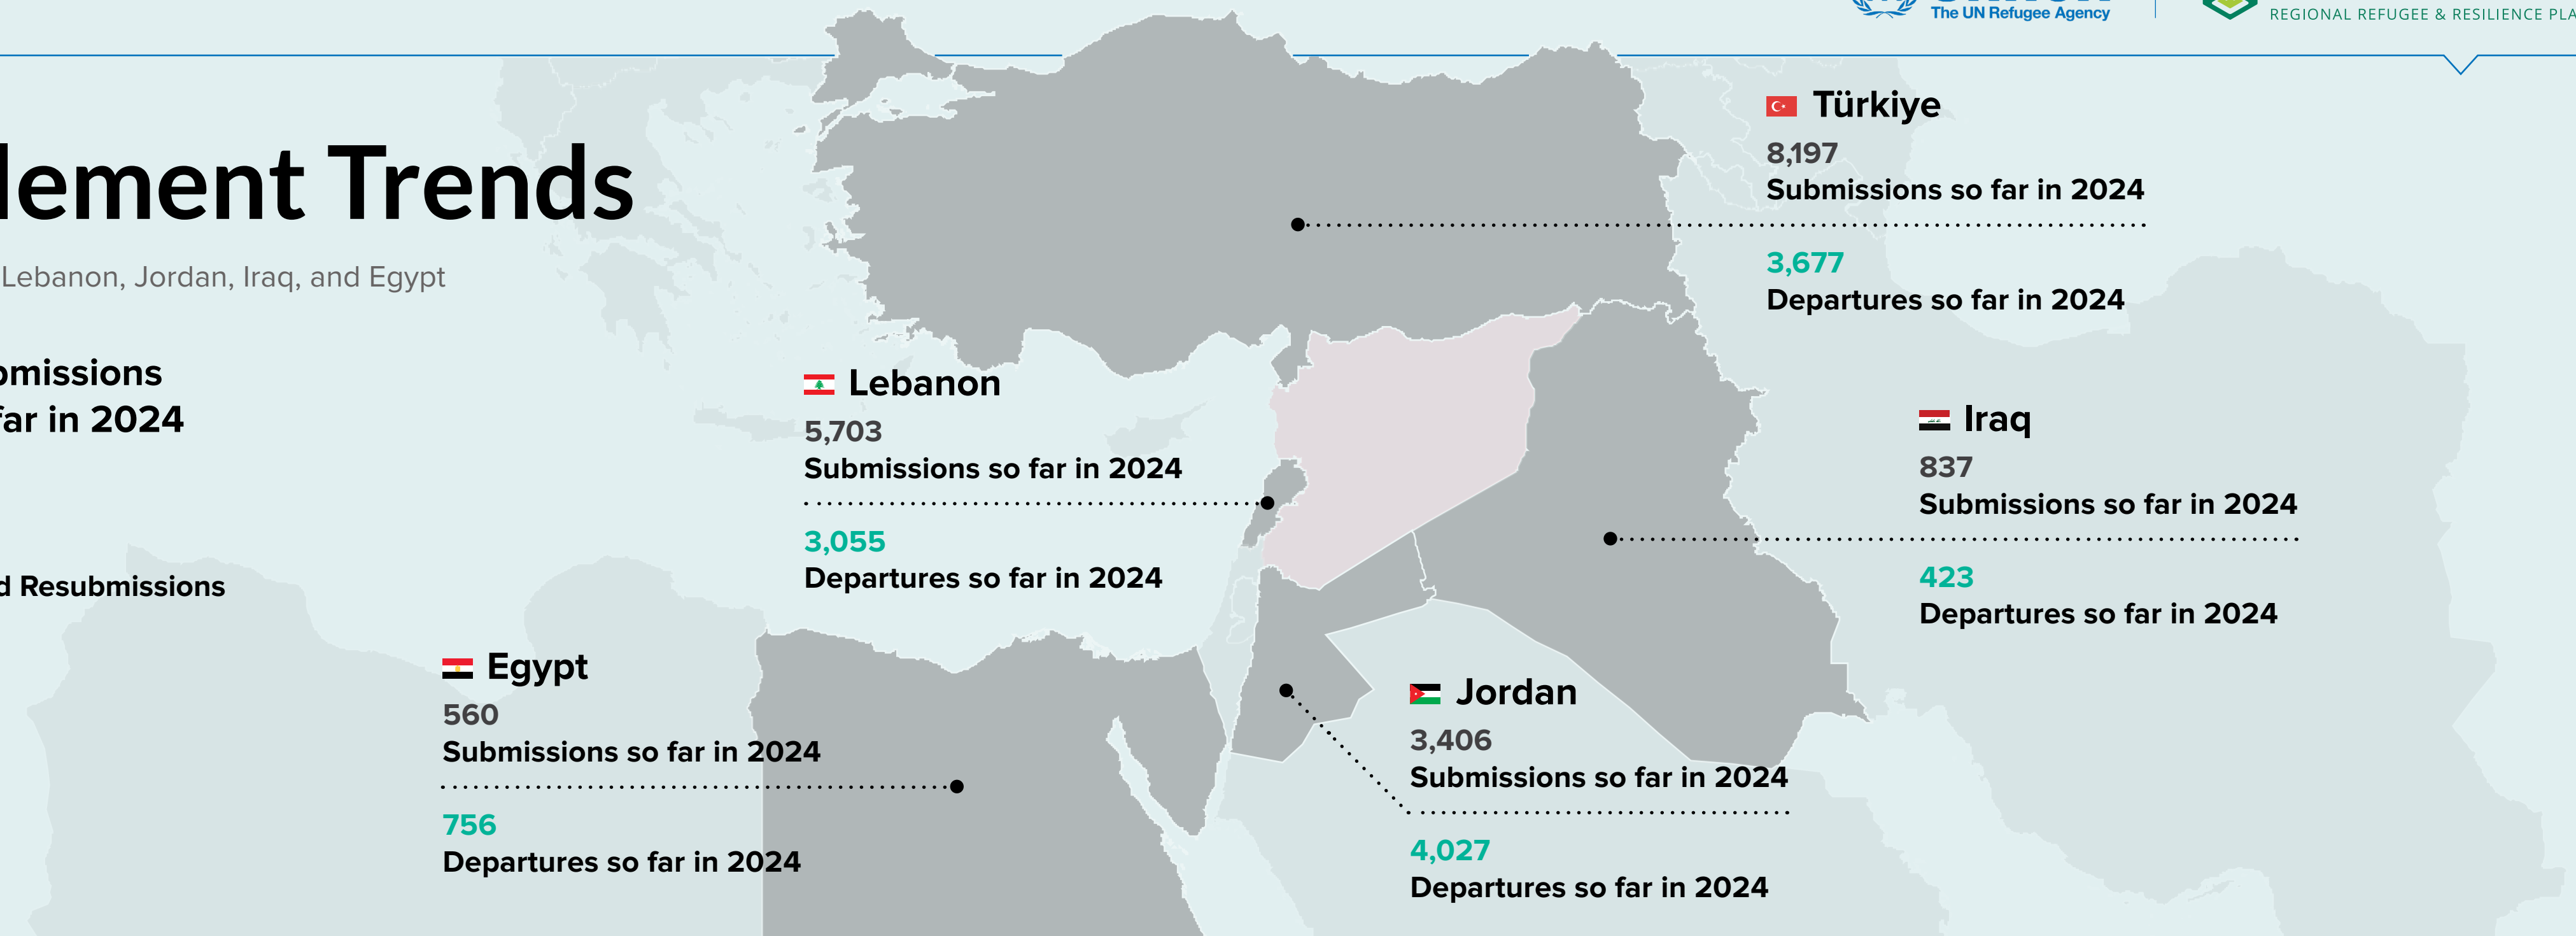 The UN Refugee Agency
REGIONAL REFUGEE & RESILIENCE
Trends
Lebanon, Jordan, Iraq, and Egypt
far in 2024
Resubmissions
Türkiye
8,197
Submissions so far in 2024
3,677
Departures so far in 2024
Lebanon
5,703
Submissions so far in 2024
3,055
Departures so far in 2024
Iraq
837
Submissions so far in 2024
423
Departures so far in 2024
Egypt
560
Submissions so far in 2024
756
Departures so far in 2024
Jordan
3,406
Submissions so far in 2024
4,027
Departures so far in 2024